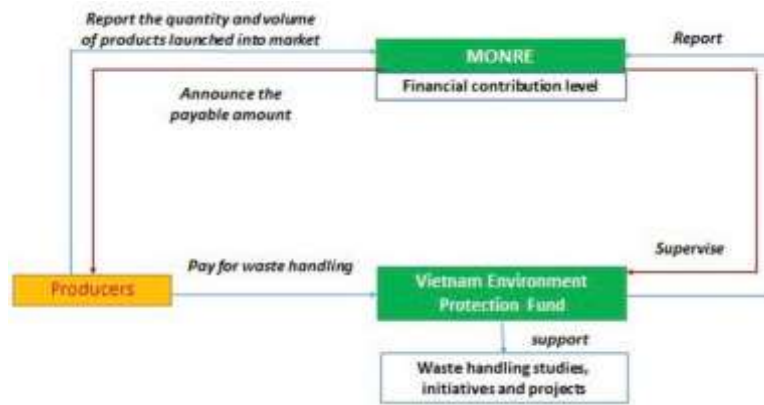 Report the quantity and volume
of products launched into market
MONRE
Report
Financial contribution level
Announce the
payable amount
Supervise
Pay for waste handling
Producers
Vietnam Environment
Protection Fund
support
Waste handling studies,
initiatives and projects